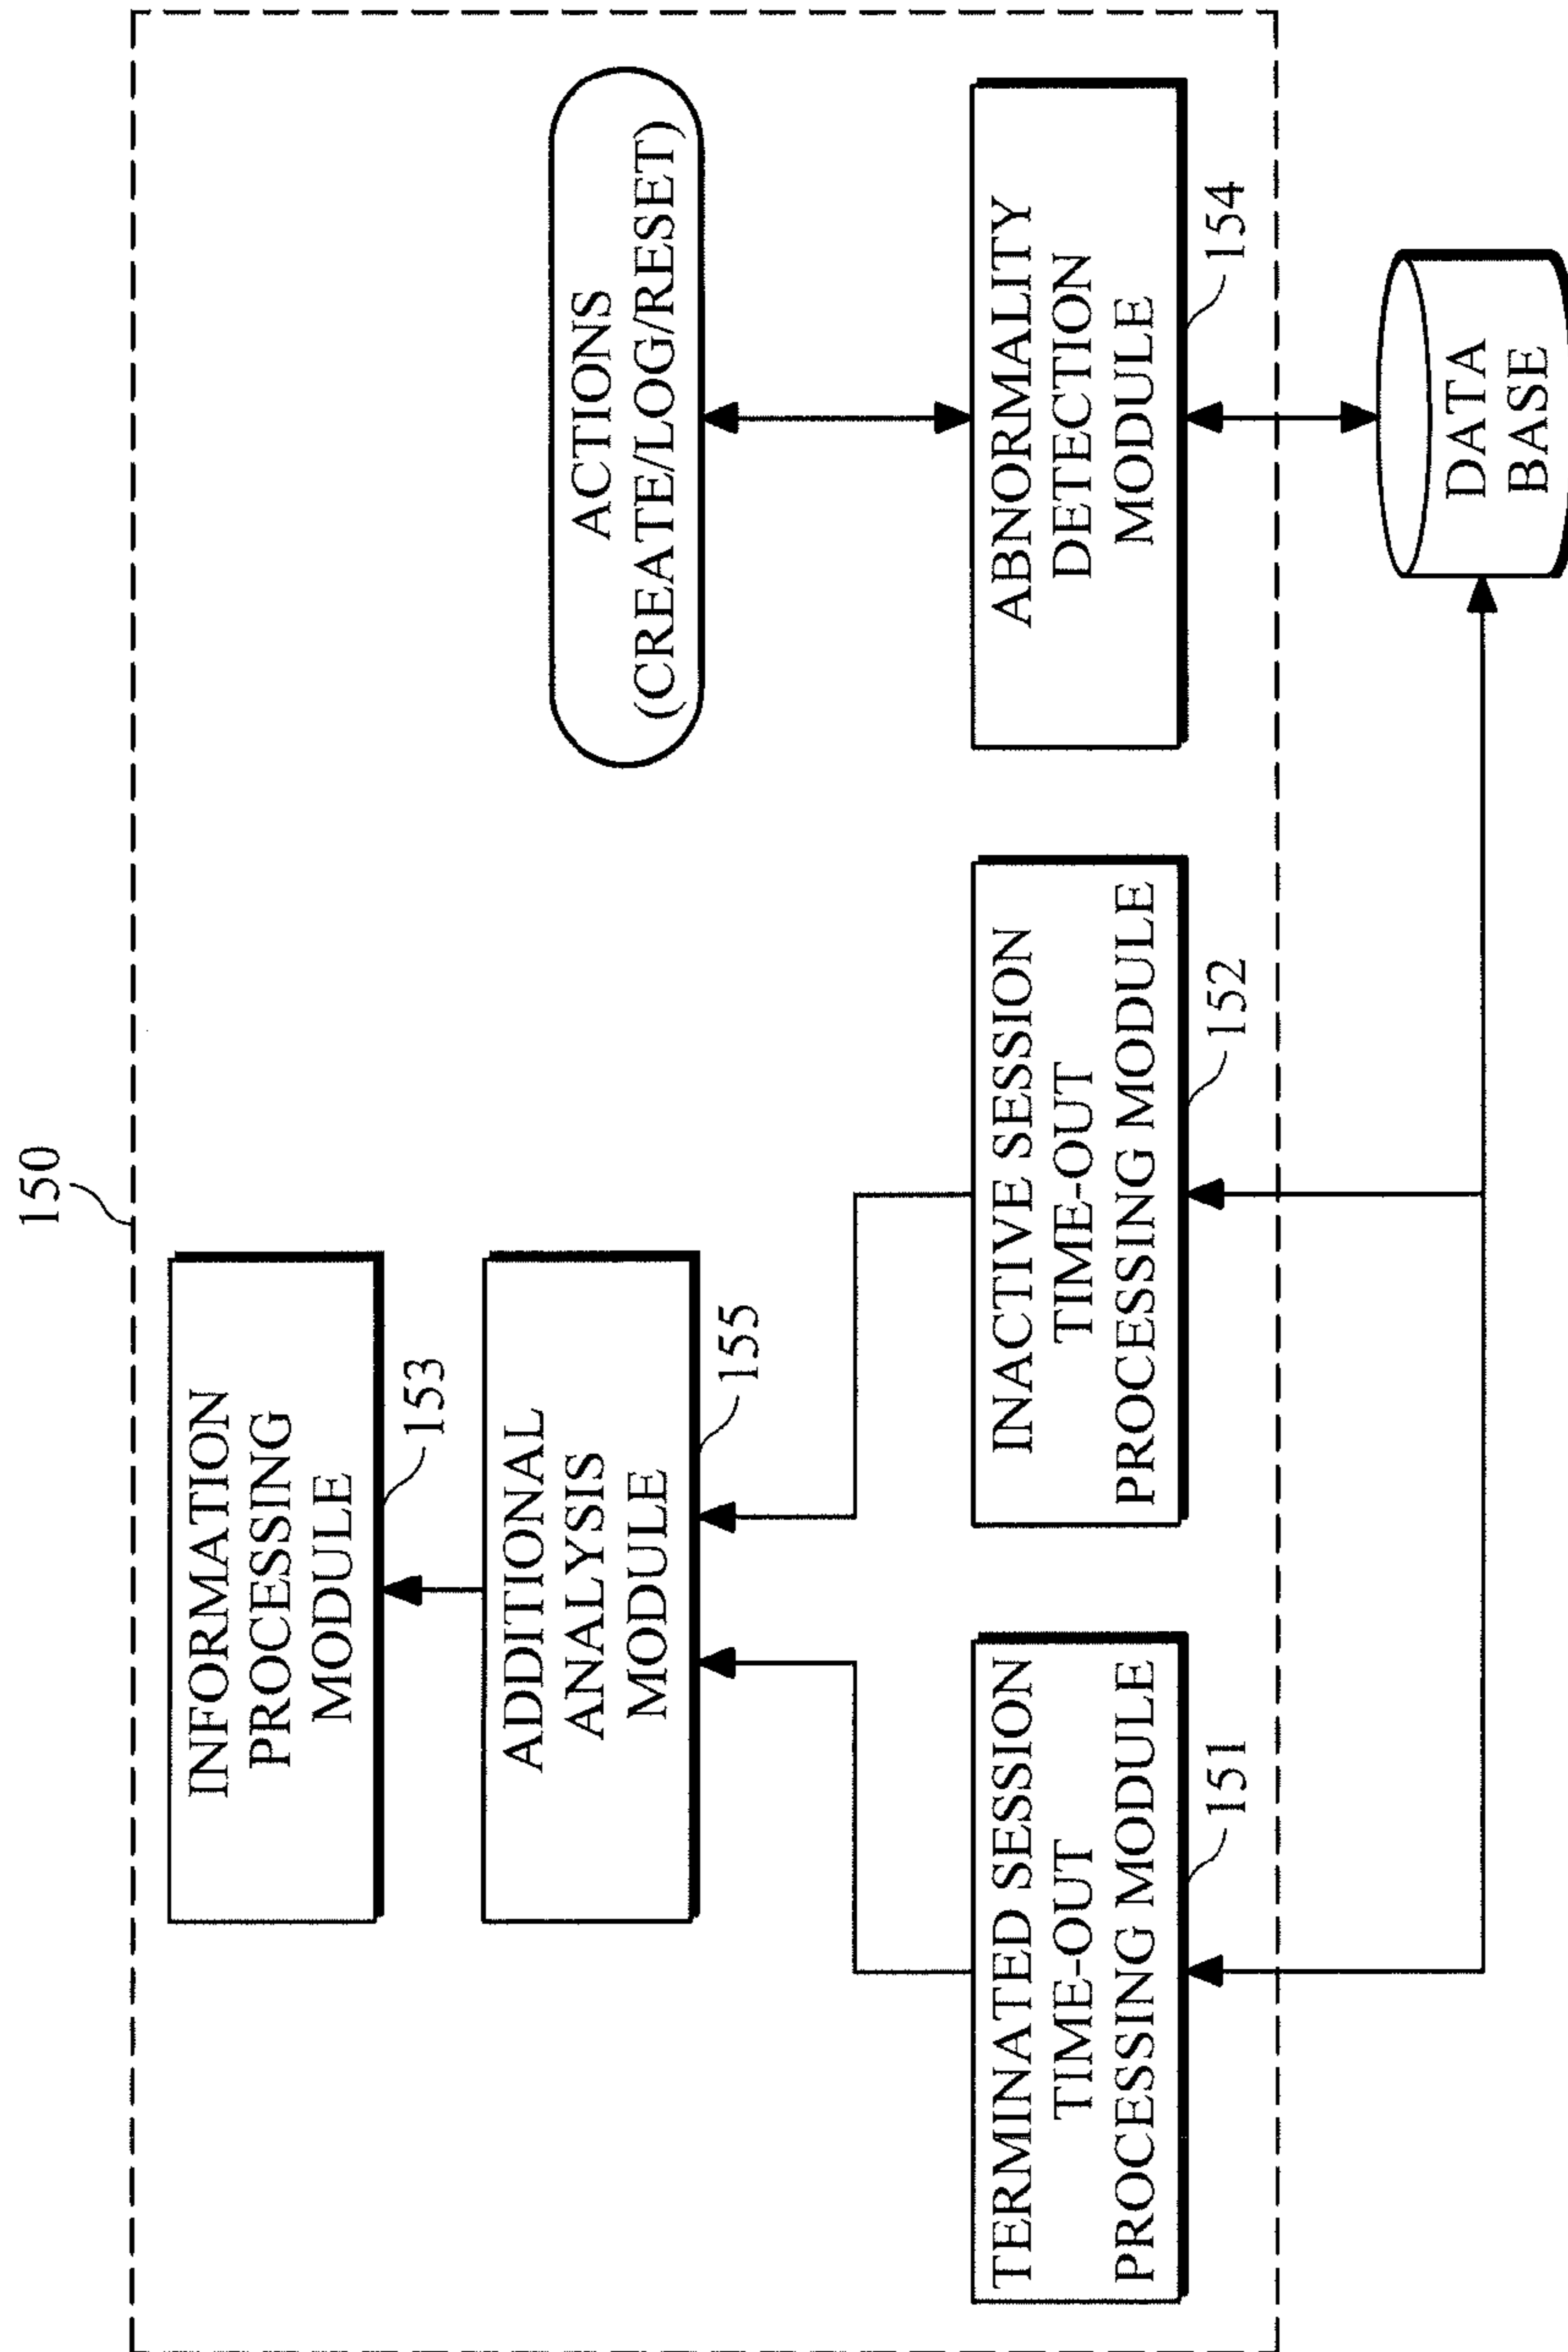 150
INFORMATION
PROCESSING
MODULE
153
ADDITIONAL
ANALYSIS
MODULE
155
ACTIONS
(CREATE/LOG/RESET)
TERMINATED SESSION
TIME-OUT
PROCESSING MODULE
151
INACTIVE SESSION
TIME-OUT
PROCESSING MODULE
152
ABNORMALITY
DETECTION
MODULE
154
DATA
BASE